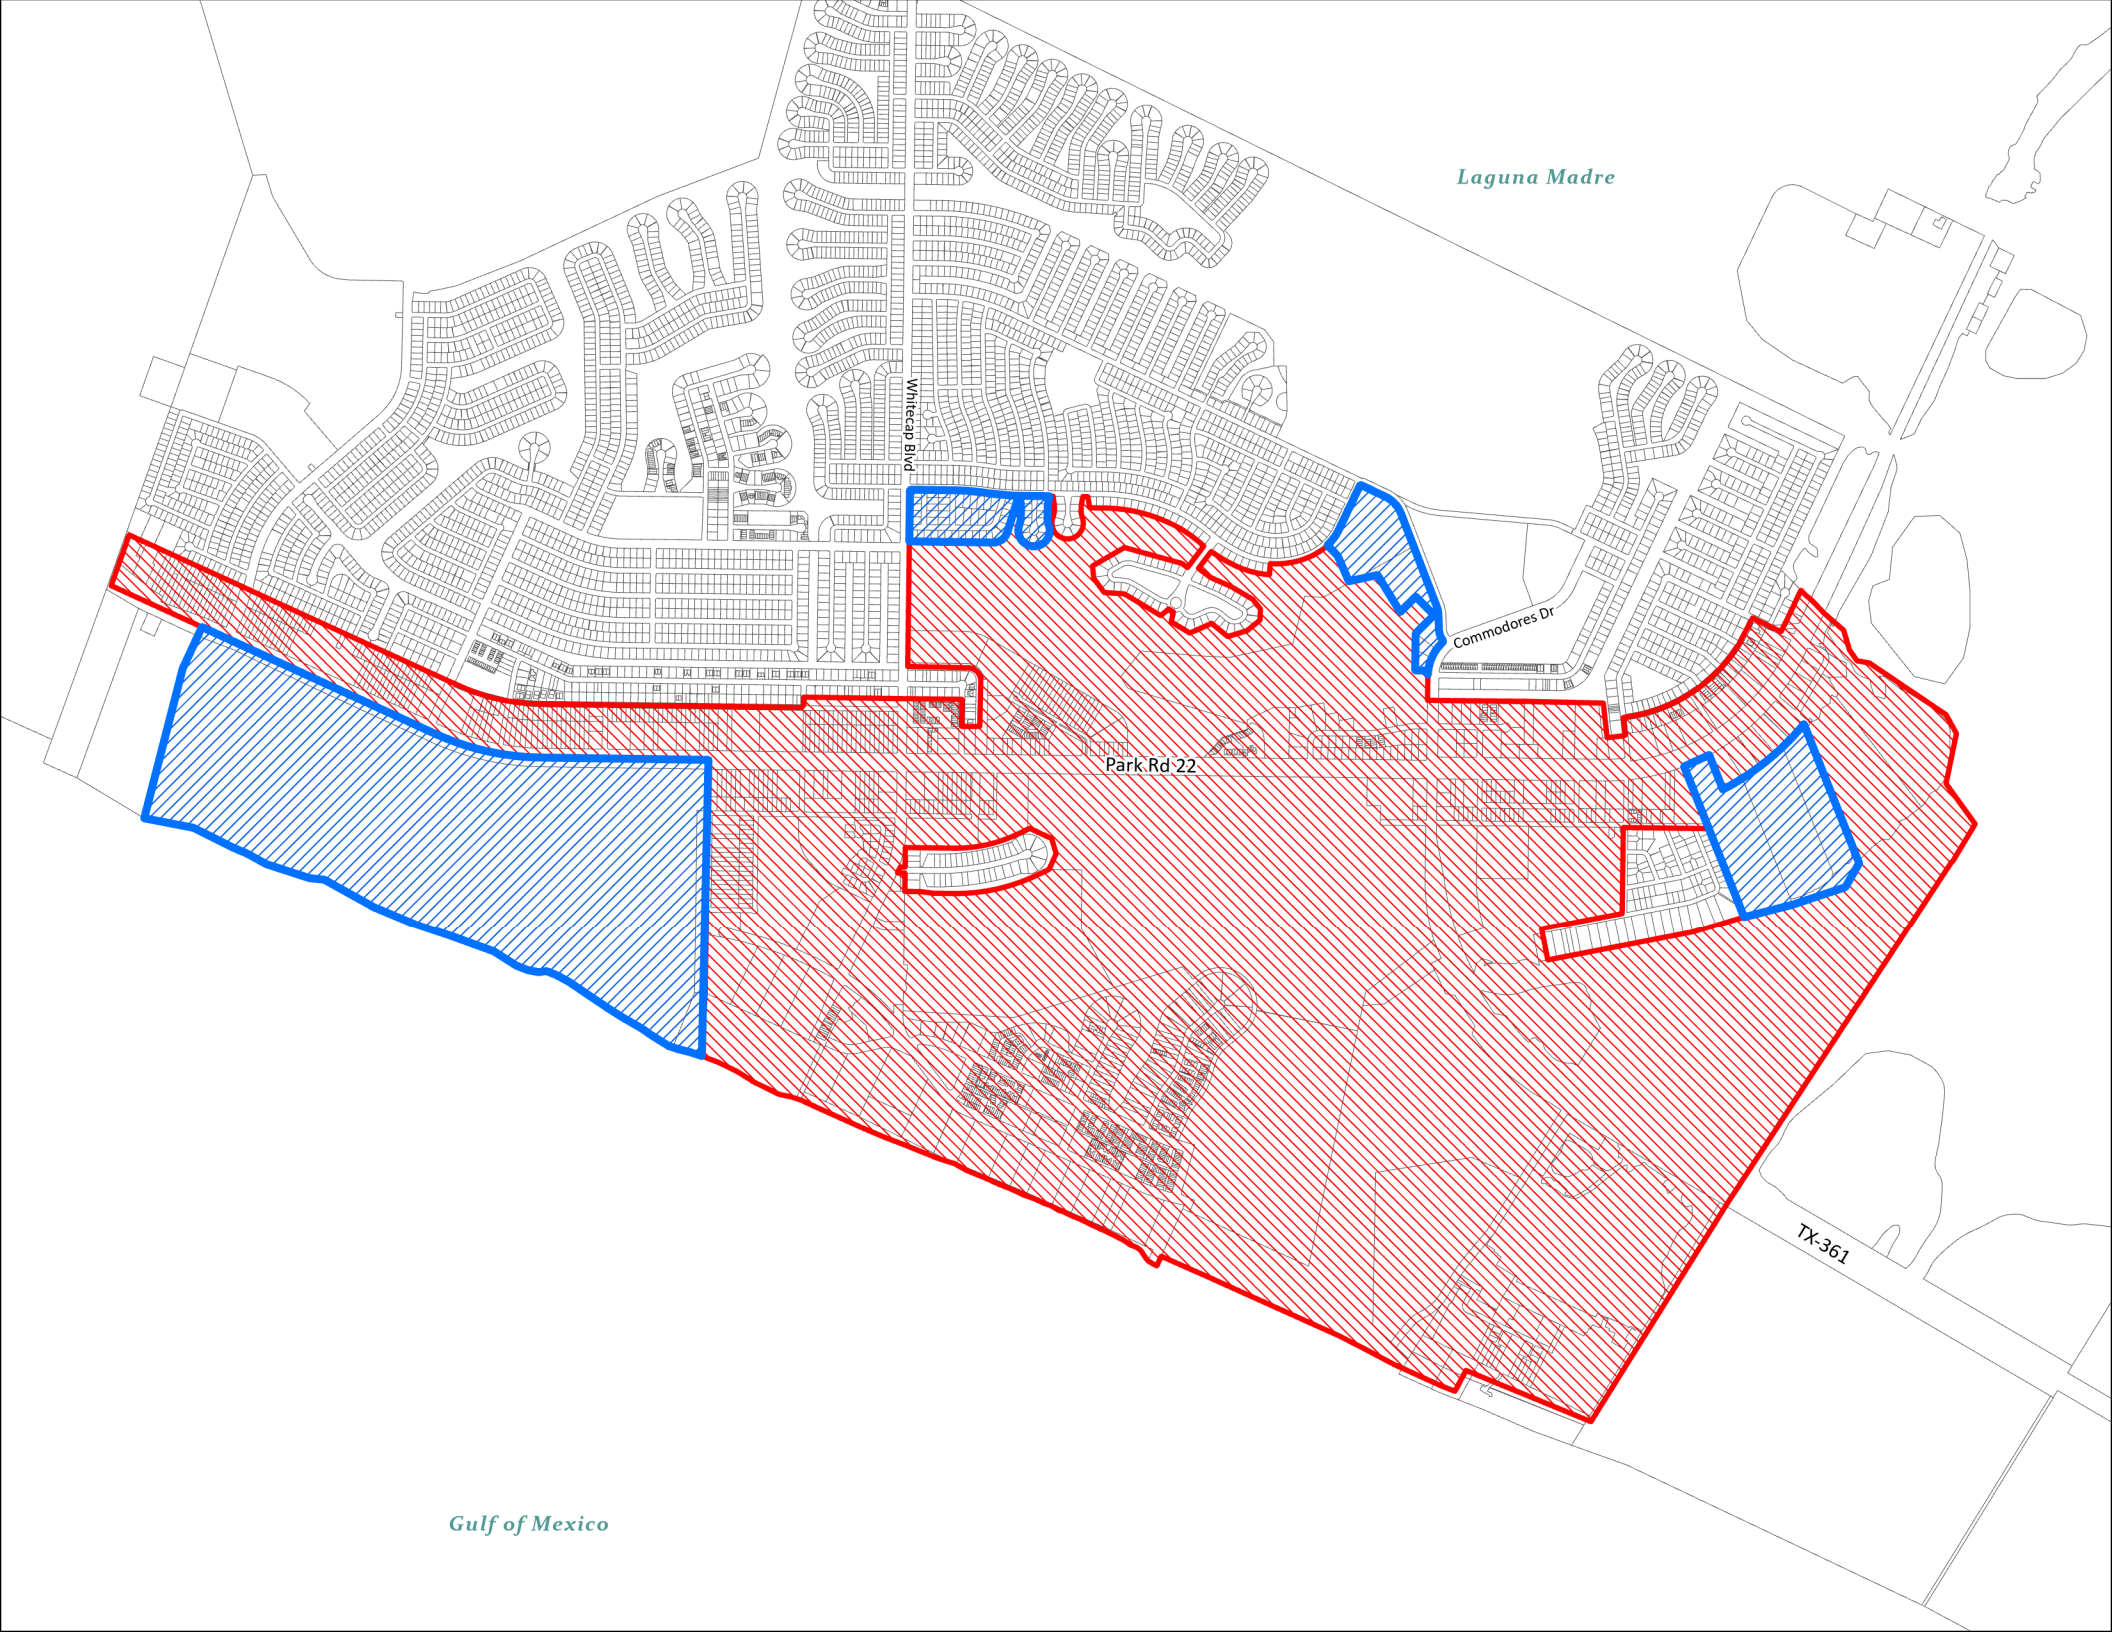 Laguna Madre
Whitecap Blvd
Commodores Dr
Park Rd 22
TX-361
Gulf of Mexico